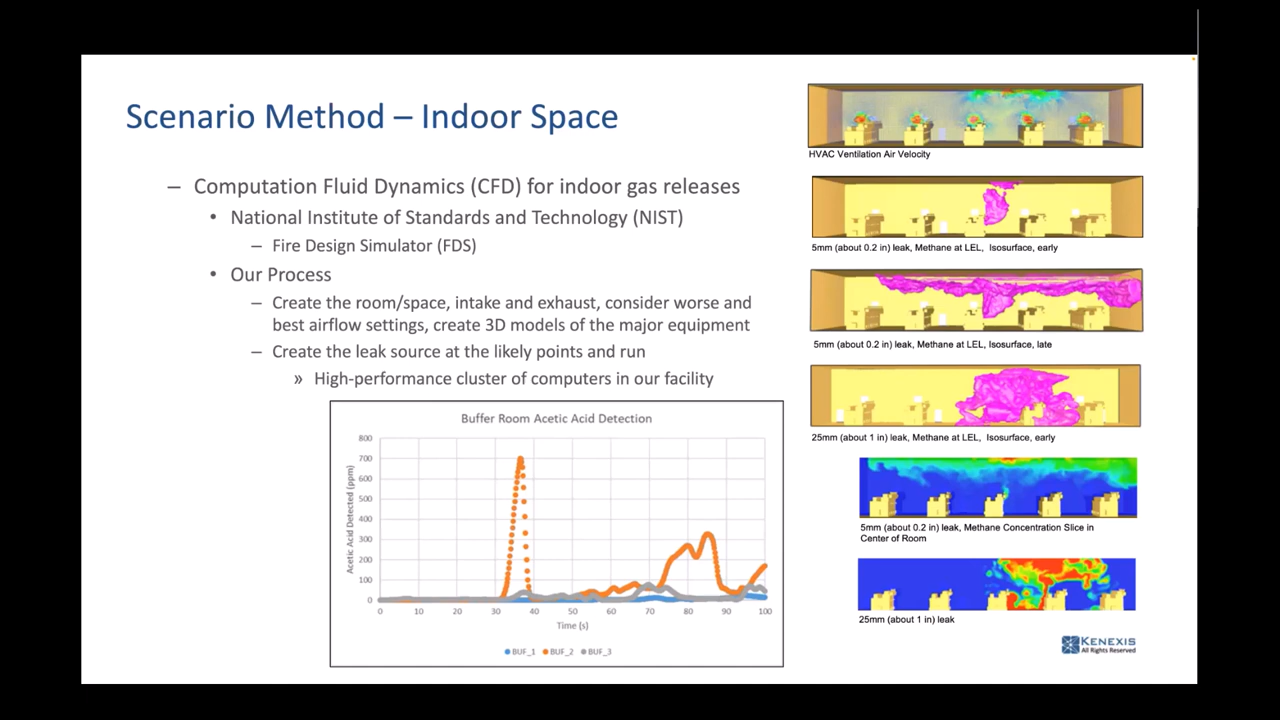 Scenario Method – Indoor Space
– Computation Fluid Dynamics (CFD) for indoor gas releases
• National Institute of Standards and Technology (NIST)
– Fire Design Simulator (FDS)
• Our Process
– Create the room/space, intake and exhaust, consider worse and
best airflow settings, create 3D models of the major equipment
– Create the leak source at the likely points and run
» High-performance cluster of computers in our facility
Buffer Room Acetic Acid Detection
Acetic Acid Detected (ppm)
800
700
600
500
400
300
200
100
0
0 10 20 30 40 50 60 70 80 90 100
Time (s)
BUF_1 BUF_2 BUF_3
HVAC Ventilation Air Velocity
5mm (about 0.2 in) leak, Methane at LEL, Isosurface, early
5mm (about 0.2 in) leak, Methane at LEL, Isosurface, late
25mm (about 1 in) leak, Methane at LEL, Isosurface, early
5mm (about 0.2 in) leak, Methane Concentration Slice in
Center of Room
25mm (about 1 in) leak
KENEXIS
All Rights Reserved